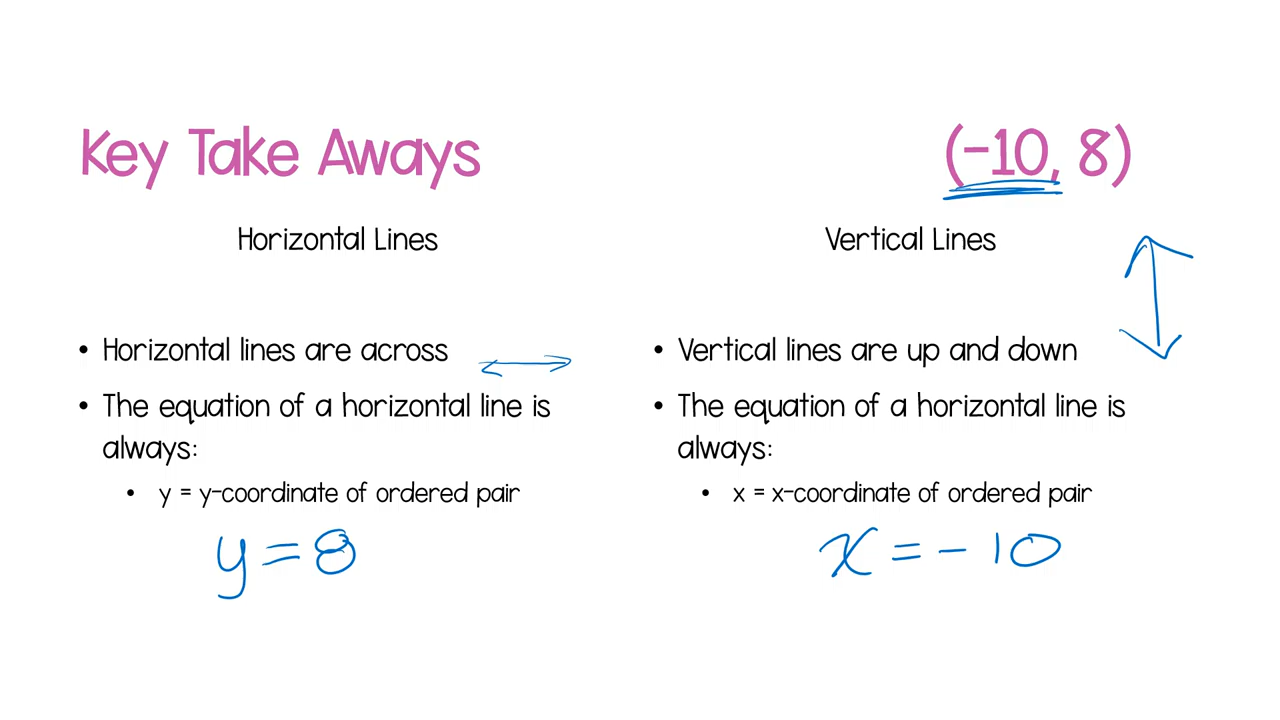 Key Take Aways
(-10, 8)
Horizontal Lines
• Horizontal lines are across
• The equation of a horizontal line is
always:
• y = y-coordinate of ordered pair
y = 8
Vertical Lines
• Vertical lines are up and down
• The equation of a horizontal line is
always:
• x = x-coordinate of ordered pair
x = -10